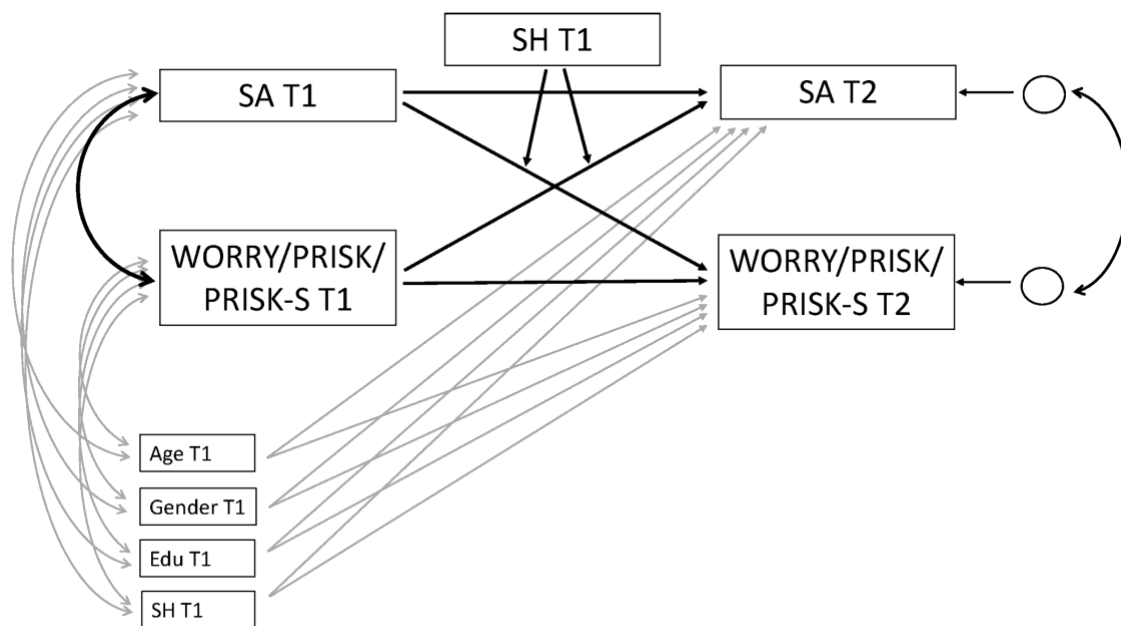 SH T1
SA T1
SA T2
WORRY/PRISK/
PRISK-S T1
WORRY/PRISK/
PRISK-S T2
Age T1
Gender T1
Edu T1
SH T1